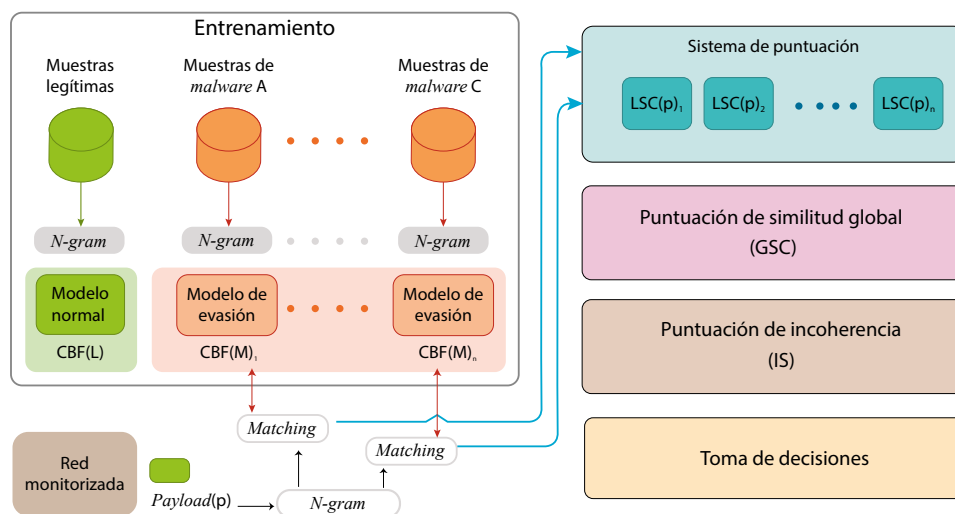 Entrenamiento
Muestras
legítimas
Muestras de
malware A
Muestras de
malware C
N-gram
N-gram
N-gram
Modelo
normal
Modelo de
evasión
Modelo de
evasión
CBF(L)
CBF(M)₁
CBF(M)ₙ
Matching
Matching
Red
monitorizada
Payload(p)
N-gram
Sistema de puntuación
LSC(p)₁
LSC(p)₂
LSC(p)ₙ
Puntuación de similitud global
(GSC)
Puntuación de incoherencia
(IS)
Toma de decisiones